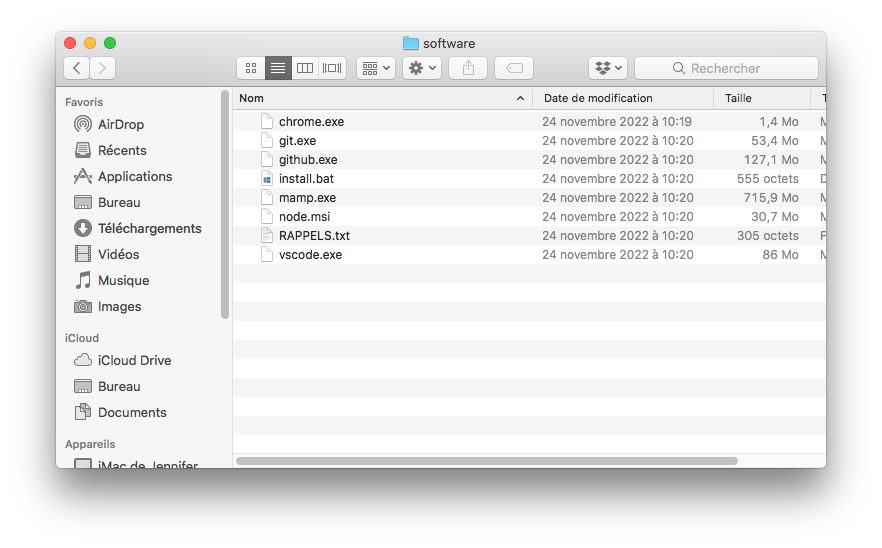 software
Rechercher
Favoris
AirDrop
Récents
Applications
Bureau
Téléchargements
Vidéos
Musique
Images
iCloud
iCloud Drive
Bureau
Documents
Appareils
iMac de Jennifer
Nom Date de modification Taille
chrome.exe 24 novembre 2022 à 10:19 1,4 Mo
git.exe 24 novembre 2022 à 10:20 53,4 Mo
github.exe 24 novembre 2022 à 10:20 127,1 Mo
install.bat 24 novembre 2022 à 10:20 555 octets
mamp.exe 24 novembre 2022 à 10:20 715,9 Mo
node.msi 24 novembre 2022 à 10:20 30,7 Mo
RAPPELS.txt 24 novembre 2022 à 10:20 305 octets
vscode.exe 24 novembre 2022 à 10:20 86 Mo